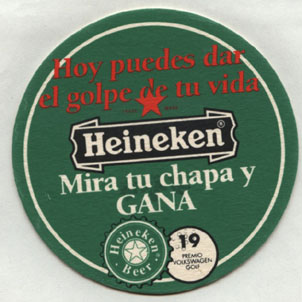 Hoy puedes dar
el golpe de tu vida
Heineken®
Mira tu chapa y
GANA
Heineken
Beer
19
PREMIO
VOLKSWAGEN
GOLF